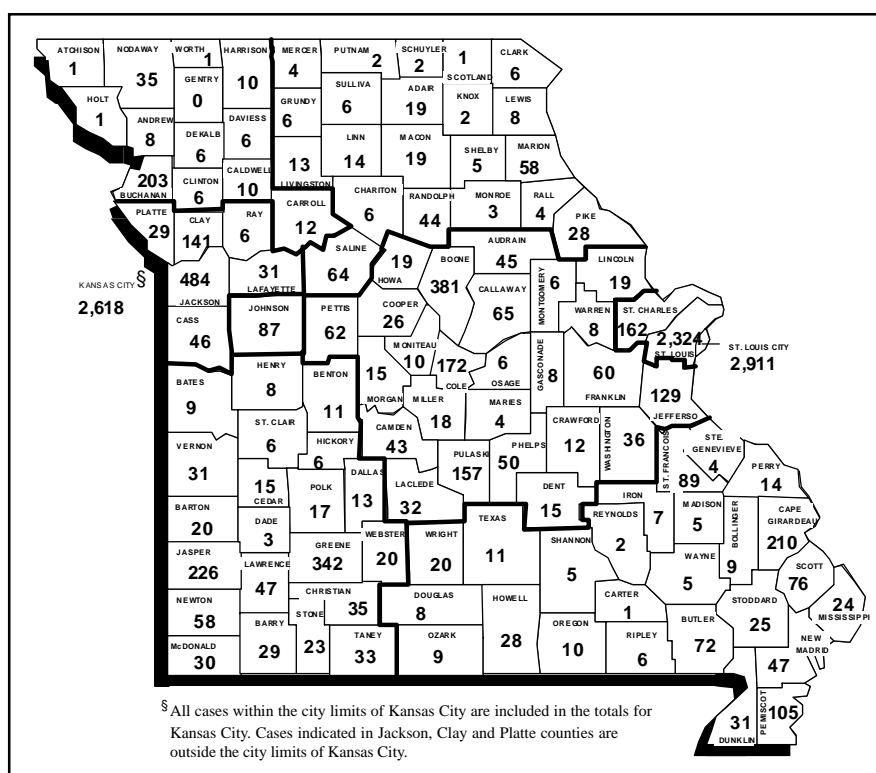 ATCHISON
1
NODAWAY
35
WORTH
1
HARRISON
10
MERCER
4
PUTNAM
2
SCHUYLER
2
1
SCOTLAND
CLARK
6
HOLT
1
ANDREW
8
GENTRY
0
DEKALB
6
DAVIESS
6
GRUNDY
6
SULLIVA
6
ADAIR
19
KNOX
2
LEWIS
8
LINN
14
MACON
19
SHELBY
5
MARION
58
203
BUCHANAN
CLINTON
6
CALDWELL
10
13
LIVINGSTON
CHARITON
6
RANDOLPH
44
MONROE
3
RALL
4
PIKE
28
PLATTE
29
CLAY
141
RAY
6
CARROLL
12
SALINE
64
19
HOWA
BOONE
381
AUDRAIN
45
CALLAWAY
65
MONTGOMERY
6
LINCOLN
19
WARREN
8
ST. CHARLES
162
2,324
ST. LOUIS
ST. LOUIS CITY
2,911
KANSAS CITY §
2,618
484
JACKSON
31
LAFAYETTE
CASS
46
JOHNSON
87
PETTIS
62
COOPER
26
MONITEAU
10
172
COLE
6
OSAGE
GASCONADE
8
60
FRANKLIN
129
JEFFERSO
BATES
9
HENRY
8
BENTON
11
15
MORGAN
MILLER
18
MARIES
4
CAMDEN
43
ST. CLAIR
6
HICKORY
6
VERNON
31
15
CEDAR
POLK
17
DALLAS
13
LACLEDE
32
PULASKI
157
PHELPS
50
CRAWFORD
12
WASHINGTON
36
ST. FRANCOIS
89
STE.
GENEVIEVE
4
PERRY
14
BARTON
20
DADE
3
DENT
15
IRON
7
REYNOLDS
2
MADISON
5
BOLLINGER
9
CAPE
GIRARDEAU
210
JASPER
226
LAWRENCE
47
GREENE
342
WEBSTER
20
WRIGHT
20
TEXAS
11
SHANNON
5
WAYNE
5
SCOTT
76
24
MISSISSIPPI
NEWTON
58
CHRISTIAN
35
STONE
23
DOUGLAS
8
HOWELL
28
CARTER
1
BUTLER
72
STODDARD
25
McDONALD
30
BARRY
29
TANEY
33
OZARK
9
OREGON
10
RIPLEY
6
NEW
MADRID
47
PEMISCOT
105
31
DUNKLIN
§ All cases within the city limits of Kansas City are included in the totals for
Kansas City. Cases indicated in Jackson, Clay and Platte counties are
outside the city limits of Kansas City.